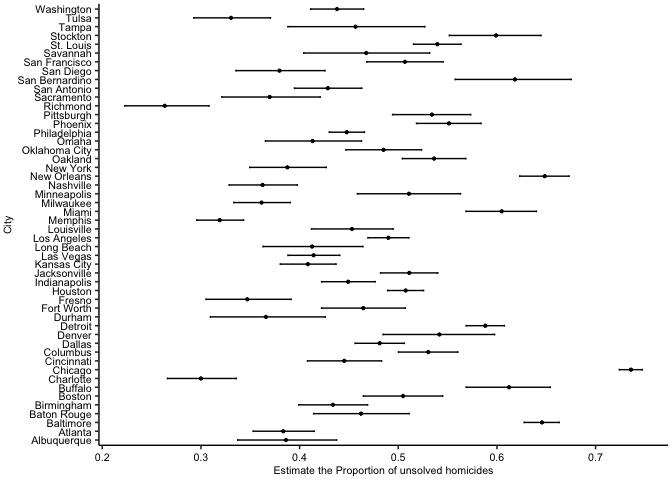 Washington
Tulsa
Tampa
Stockton
St. Louis
Savannah
San Francisco
San Diego
San Bernardino
San Antonio
Sacramento
Richmond
Pittsburgh
Phoenix
Philadelphia
Omaha
Oklahoma City
Oakland
New York
New Orleans
Nashville
Minneapolis
Milwaukee
Miami
Memphis
Louisville
Los Angeles
Long Beach
Las Vegas
Kansas City
Jacksonville
Indianapolis
Houston
Fresno
Fort Worth
Durham
Detroit
Denver
Dallas
Columbus
Cincinnati
Chicago
Charlotte
Buffalo
Boston
Birmingham
Baton Rouge
Baltimore
Atlanta
Albuquerque
City
0.2 0.3 0.4 0.5 0.6 0.7
Estimate the Proportion of unsolved homicides